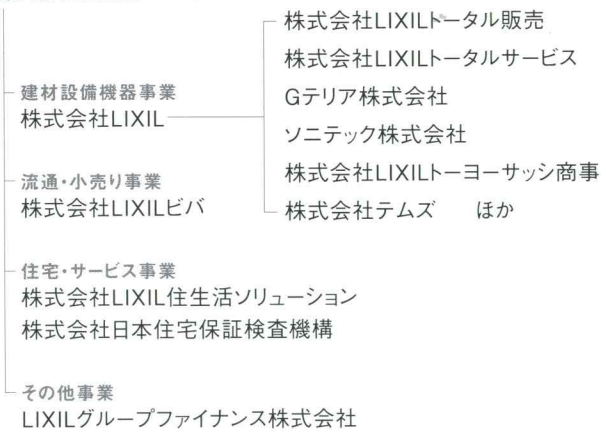 建材設備機器事業
株式会社LIXIL
株式会社LIXILトータル販売
株式会社LIXILトータルサービス
Gテリア株式会社
ソニテック株式会社
株式会社LIXILトーヨーサッシ商事
株式会社テムズ　ほか
流通・小売り事業
株式会社LIXILビバ
住宅・サービス事業
株式会社LIXIL住生活ソリューション
株式会社日本住宅保証検査機構
その他事業
LIXILグループファイナンス株式会社